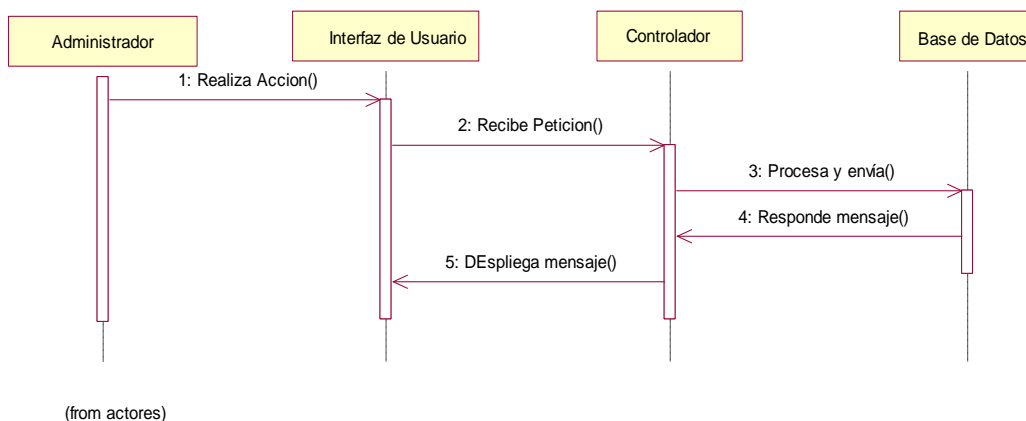 Administrador
Interfaz de Usuario
Controlador
Base de Datos
1: Realiza Accion()
2: Recibe Peticion()
3: Procesa y envía()
4: Responde mensaje()
5: DEspliega mensaje()
(from actores)